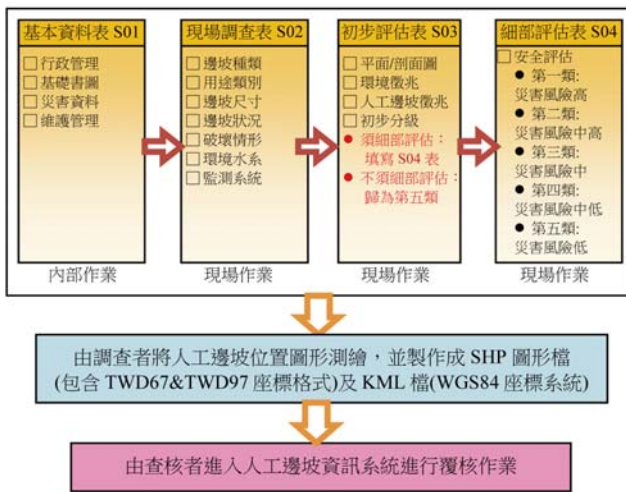 基本資料表 S01
□行政管理
□基礎書圖
□災害資料
□維護管理
內部作業
現場調查表 S02
□邊坡種類
□用途類別
□邊坡尺寸
□邊坡狀況
□破壞情形
□環境水系
□監測系統
現場作業
初步評估表 S03
□平面/剖面圖
□環境徵兆
□人工邊坡徵兆
□初步分級
● 須細部評估：
填寫 S04 表
● 不須細部評估：
歸為第五類
現場作業
細部評估表 S04
□安全評估
● 第一類:
災害風險高
● 第二類:
災害風險中高
● 第三類:
災害風險中
● 第四類:
災害風險中低
● 第五類:
災害風險低
現場作業
由調查者將人工邊坡位置圖形測繪，並製作成 SHP 圖形檔
(包含 TWD67&TWD97 座標格式)及 KML 檔(WGS84 座標系統)
由查核者進入人工邊坡資訊系統進行覆核作業